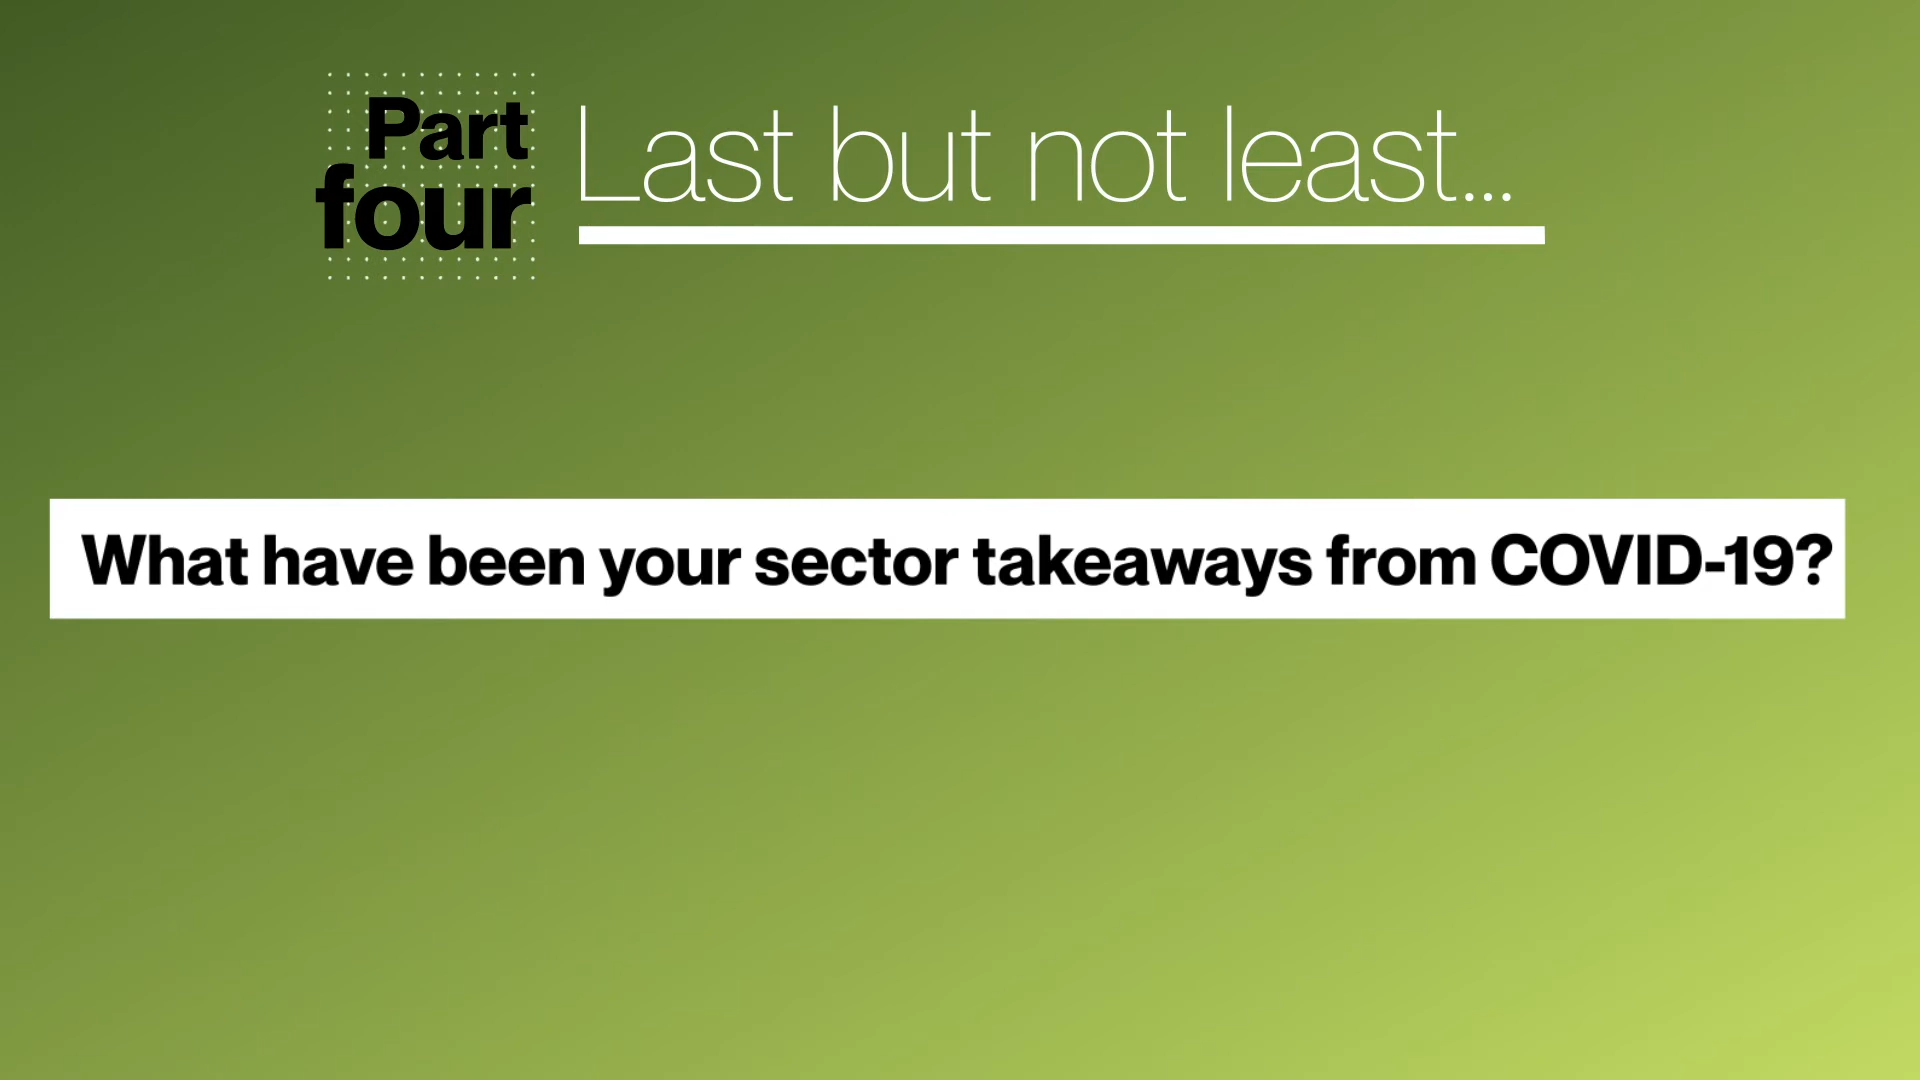 Part
four
Last but not least...
What have been your sector takeaways from COVID-19?